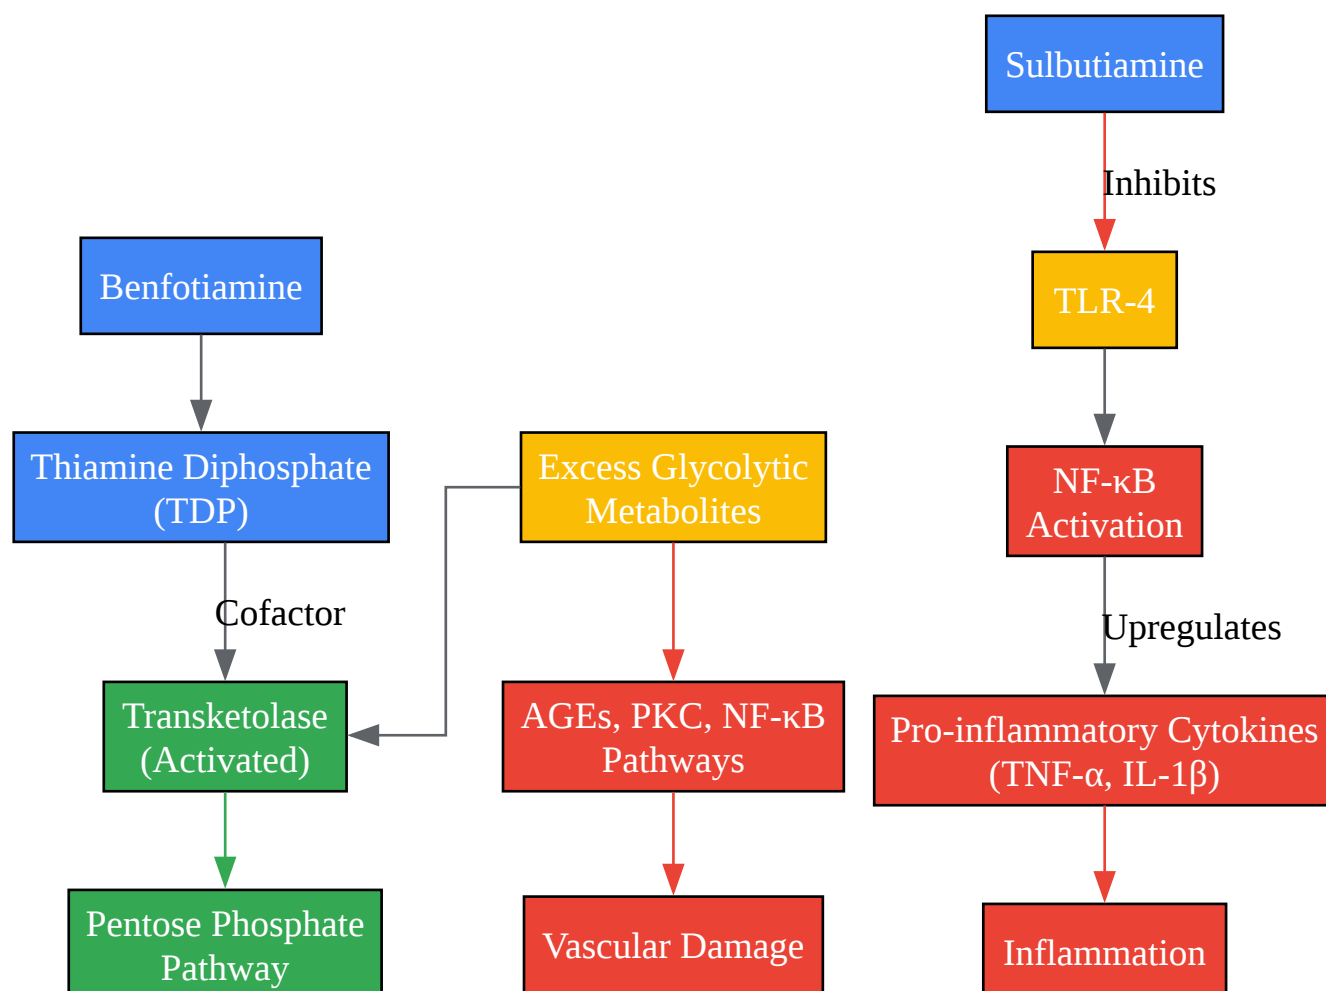 Sulbutiamine
Inhibits
Benfotiamine
TLR-4
Thiamine Diphosphate
(TDP)
Excess Glycolytic
Metabolites
NF-κB
Activation
Cofactor
Upregulates
Transketolase
(Activated)
AGEs, PKC, NF-κB
Pathways
Pro-inflammatory Cytokines
(TNF-α, IL-1β)
Pentose Phosphate
Pathway
Vascular Damage
Inflammation